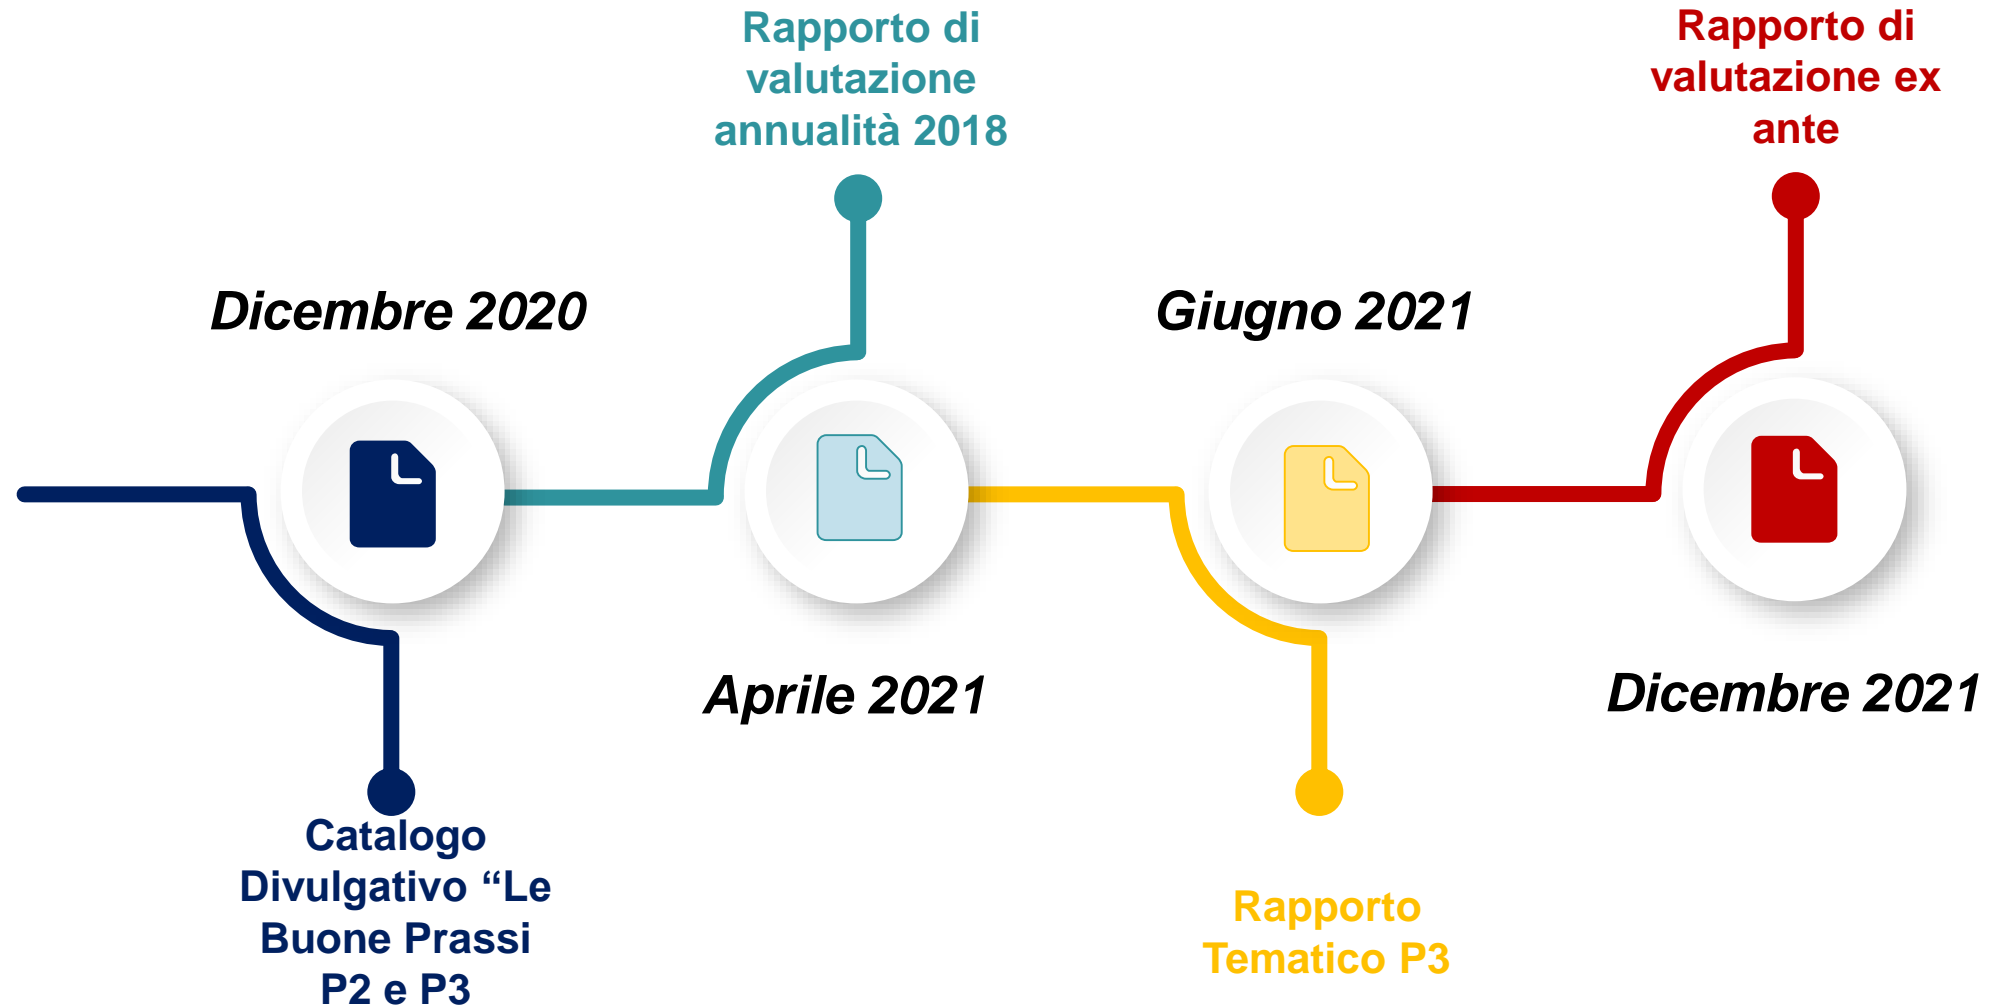 Rapporto di
valutazione
annualità 2018
Rapporto di
valutazione ex
ante
Dicembre 2020
Giugno 2021
Aprile 2021
Dicembre 2021
Catalogo
Divulgativo “Le
Buone Prassi
P2 e P3
Rapporto
Tematico P3